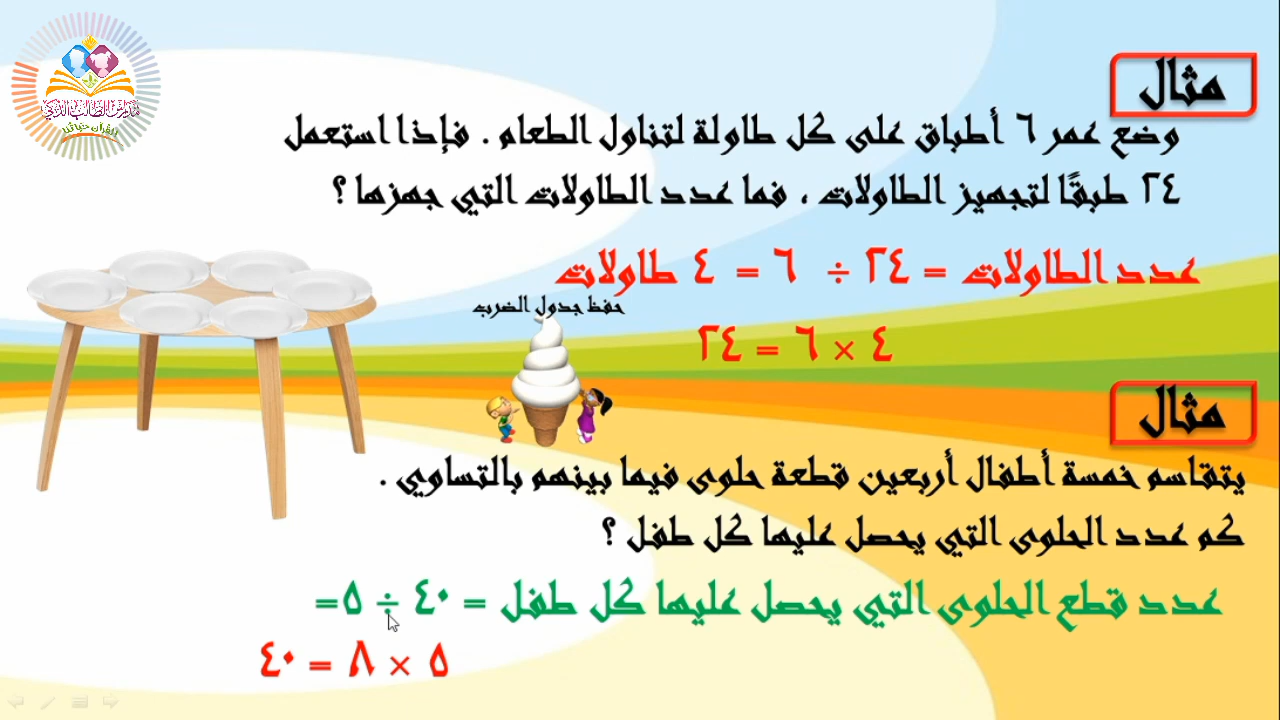 مثال
وضع عمر ٦ أطباق على كل طاولة لتناول الطعام . فإذا استعمل
٢٤ طبقًا لتجهيز الطاولات ، فما عدد الطاولات التي جهزها ؟
عدد الطاولات = ٢٤ ÷ ٦ = ٤ طاولات
حفظ جدول الضرب
٤ × ٦ = ٢٤
مثال
يتقاسم خمسة أطفال أربعين قطعة حلوى فيما بينهم بالتساوي .
كم عدد الحلوى التي يحصل عليها كل طفل ؟
عدد قطع الحلوى التي يحصل عليها كل طفل = ٤٠ ÷ ٥ =
٥ × ٨ = ٤٠